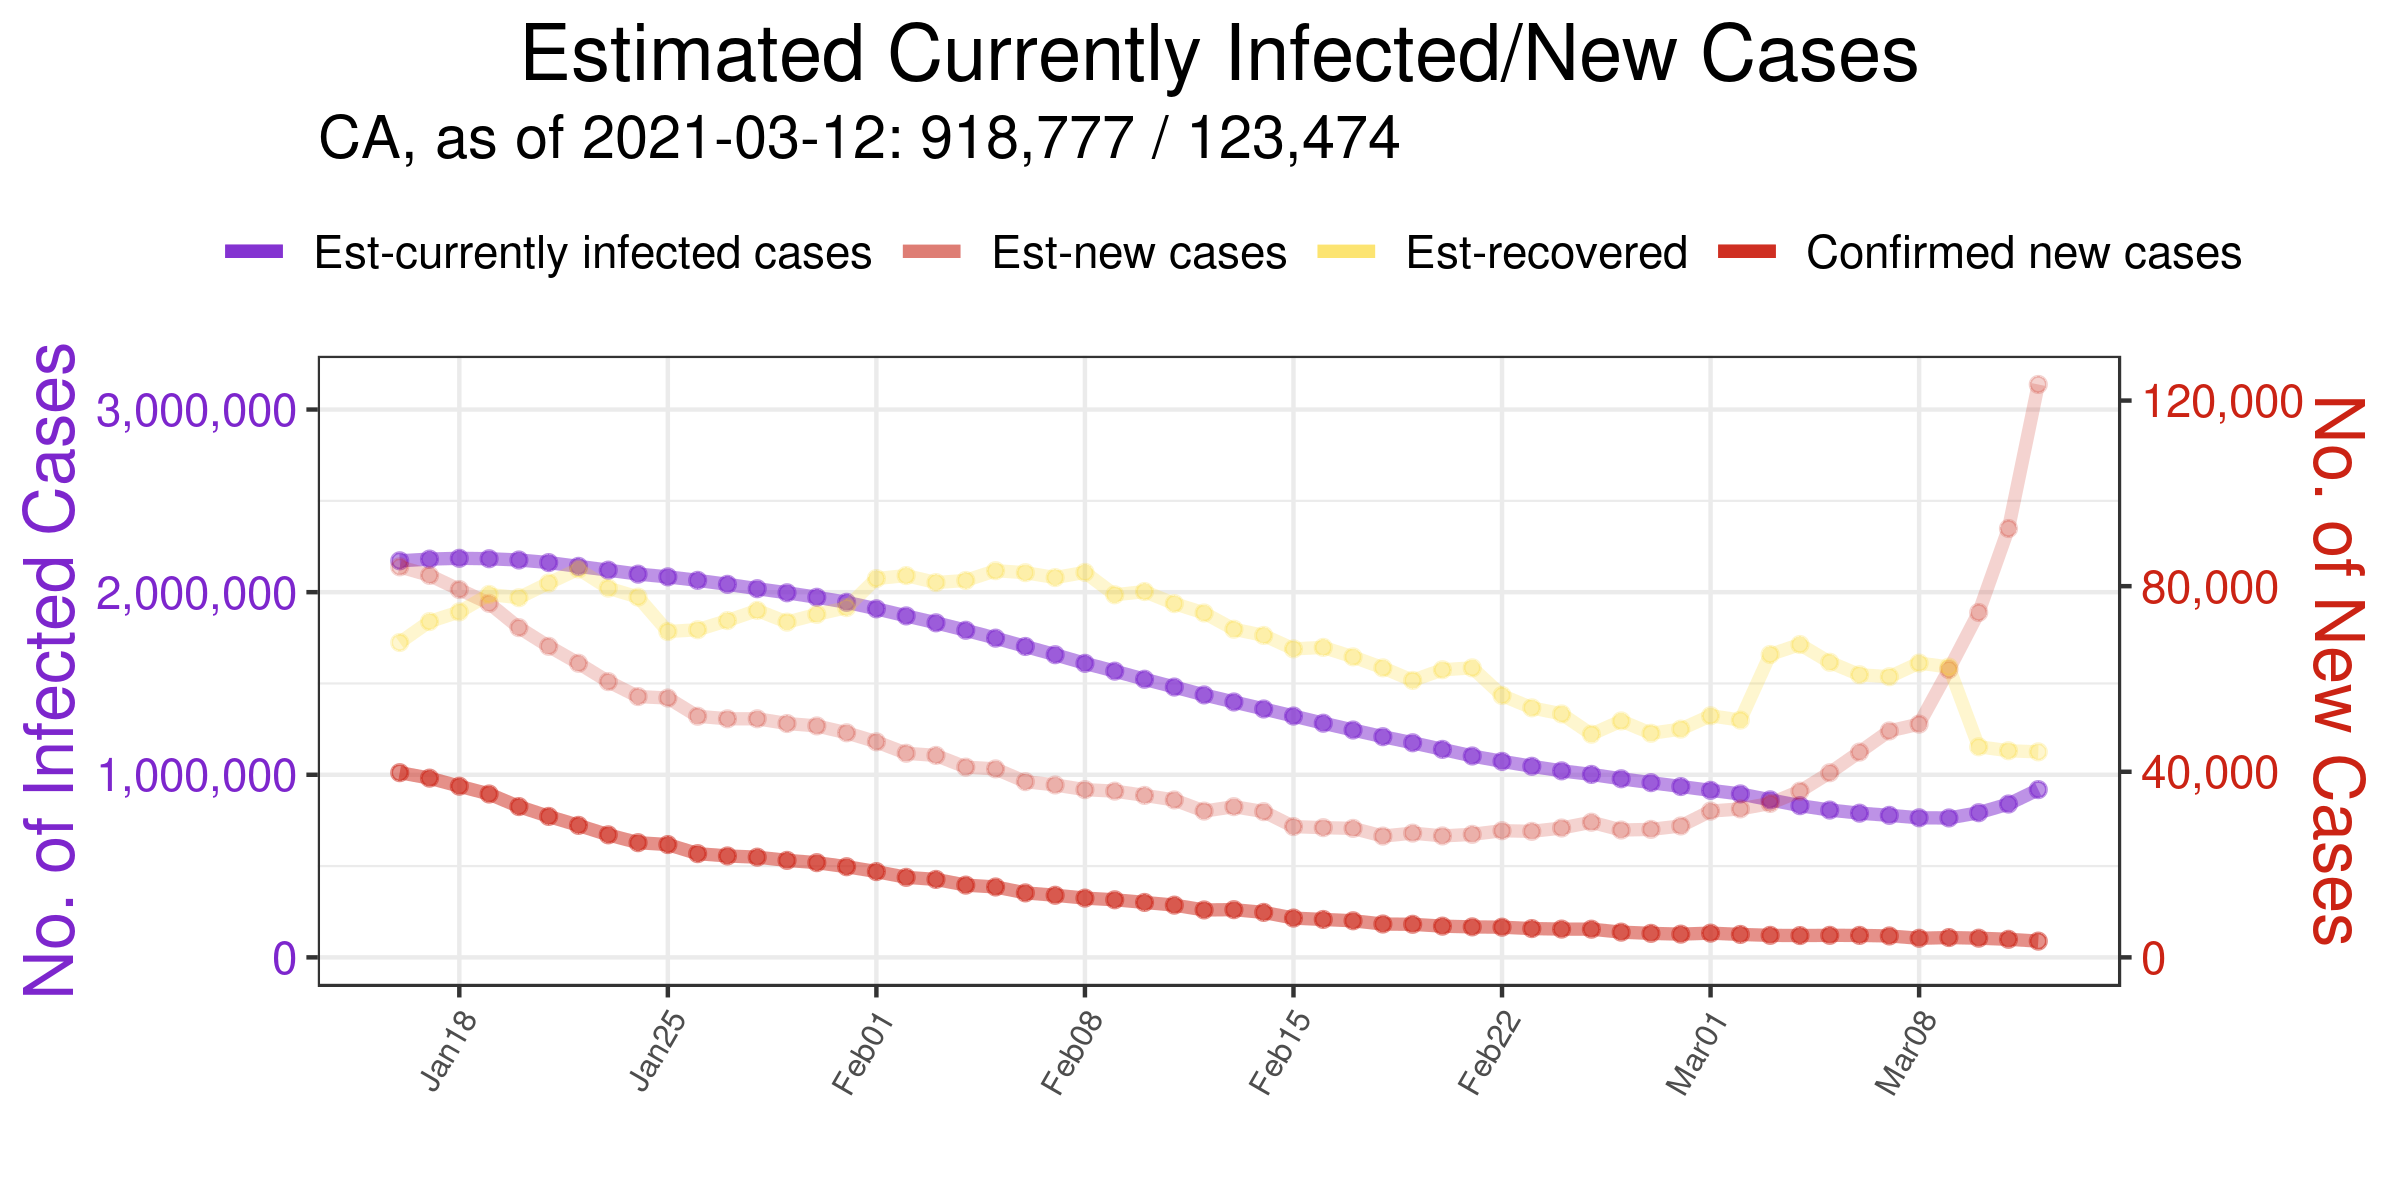 Estimated Currently Infected/New Cases
CA, as of 2021-03-12: 918,777 / 123,474
Est-currently infected cases Est-new cases Est-recovered Confirmed new cases
No. of Infected Cases
3,000,000
2,000,000
1,000,000
0
120,000
80,000
40,000
0
No. of New Cases
Jan18 Jan25 Feb01 Feb08 Feb15 Feb22 Mar01 Mar08